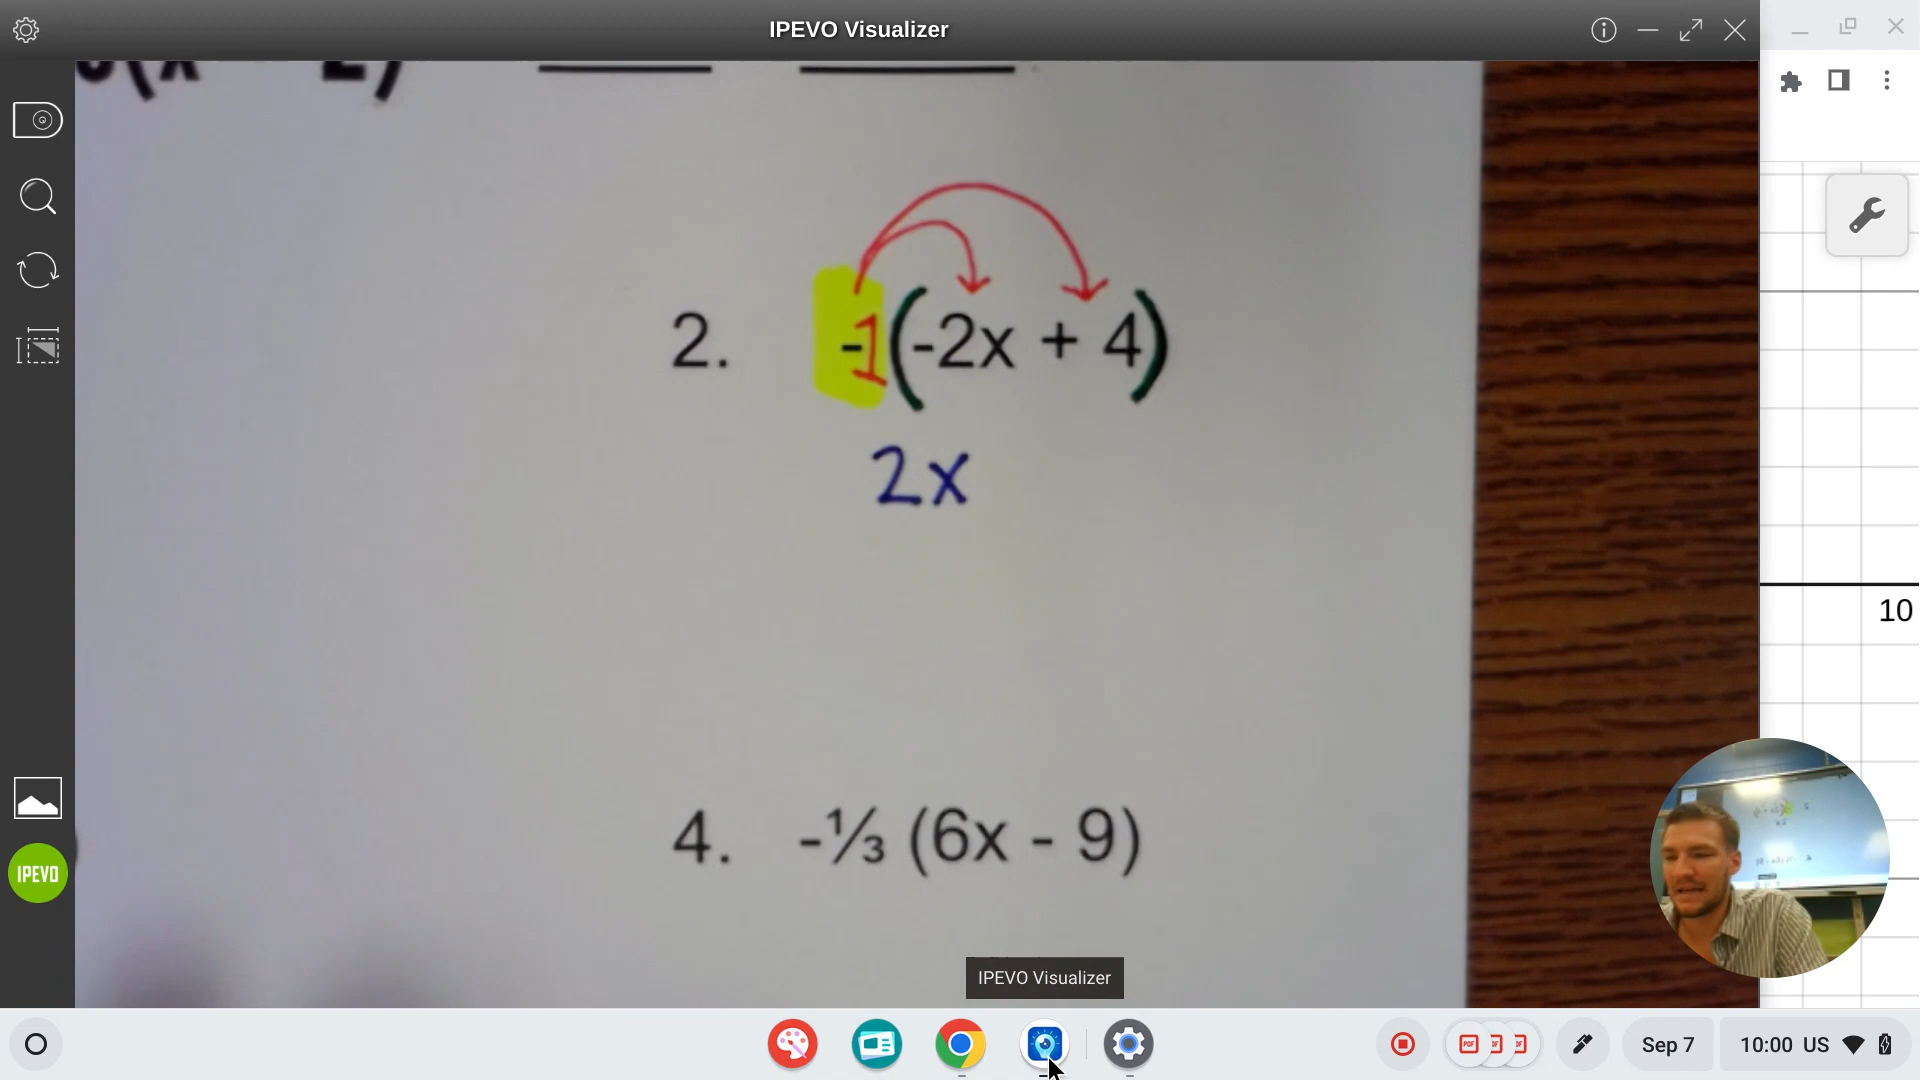 IPEVO Visualizer
2. -1(-2x + 4)
2x
4. -⅓ (6x - 9)
10
IPEVO
IPEVO Visualizer
PDF
Sep 7
10:00 US